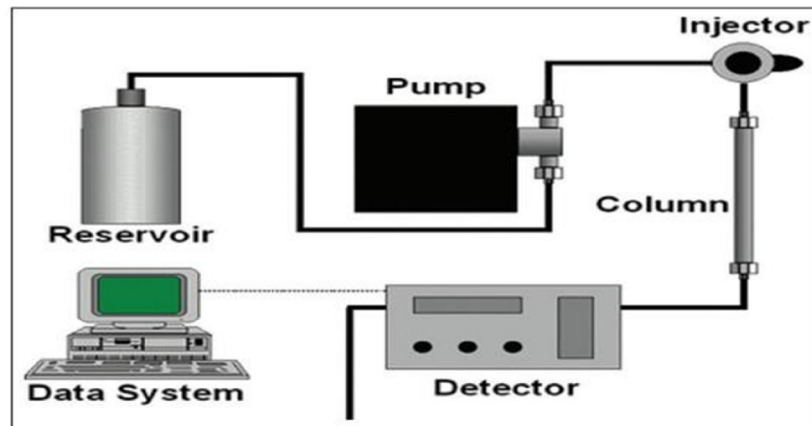 Injector
Pump
Column
Reservoir
Data System
Detector